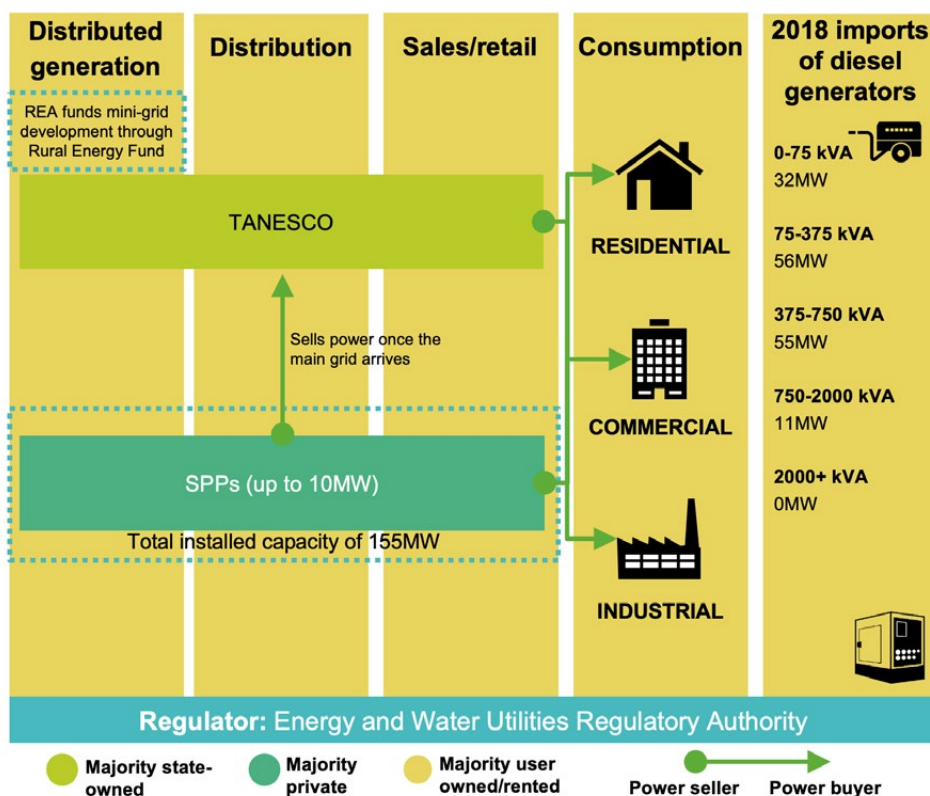 Distributed
generation
Distribution
Sales/retail
Consumption
2018 imports
of diesel
generators
REA funds mini-grid
development through
Rural Energy Fund
TANESCO
Sells power once the
main grid arrives
SPPs (up to 10MW)
Total installed capacity of 155MW
RESIDENTIAL
COMMERCIAL
INDUSTRIAL
0-75 kVA
32MW
75-375 kVA
56MW
375-750 kVA
55MW
750-2000 kVA
11MW
2000+ kVA
0MW
Regulator: Energy and Water Utilities Regulatory Authority
Majority state-
owned
Majority
private
Majority user
owned/rented
Power seller
Power buyer